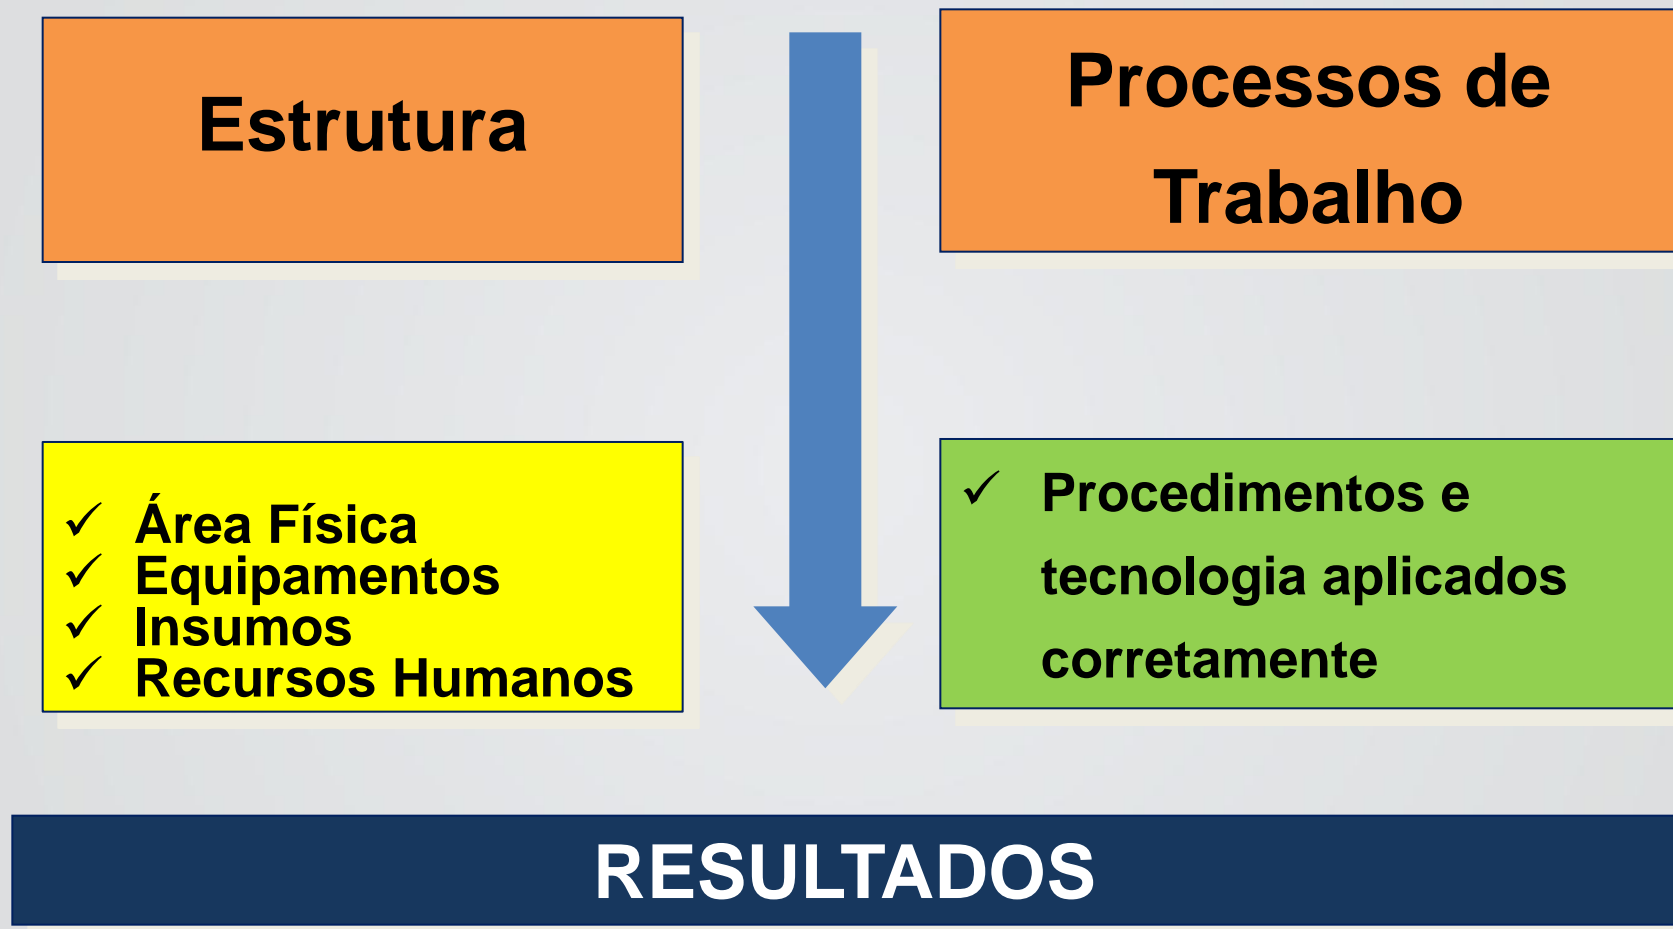 Estrutura
Processos de
Trabalho
✓ Área Física
✓ Equipamentos
✓ Insumos
✓ Recursos Humanos
✓ Procedimentos e
tecnologia aplicados
corretamente
RESULTADOS